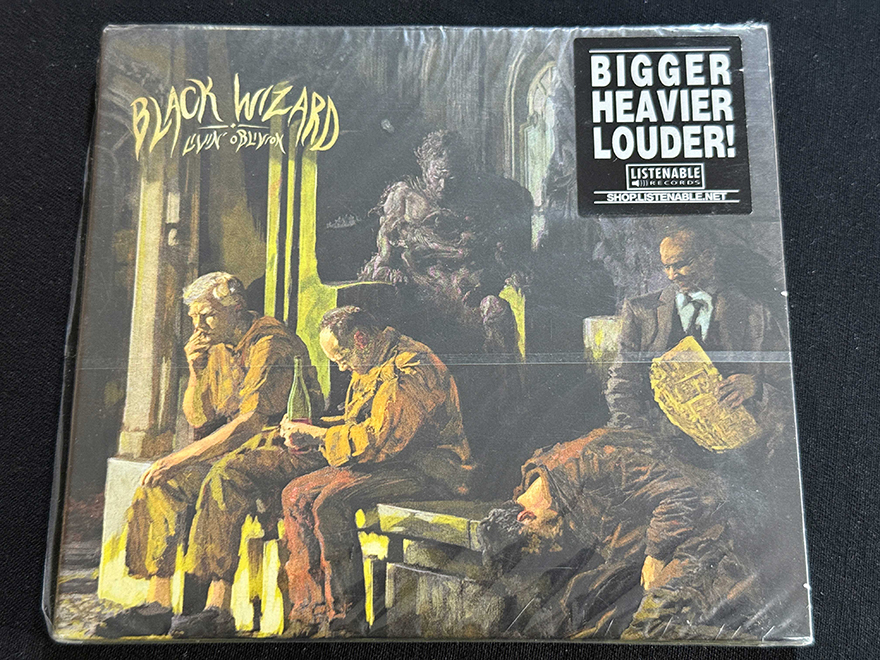 BLACK WIZARD
LIVIN' OBLIVION
BIGGER
HEAVIER
LOUDER!
LISTENABLE
RECORDS
SHOP.LISTENABLE.NET